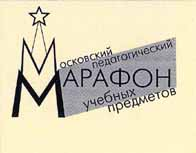 Московский
педагогический
МАРАФОН
учебных
предметов